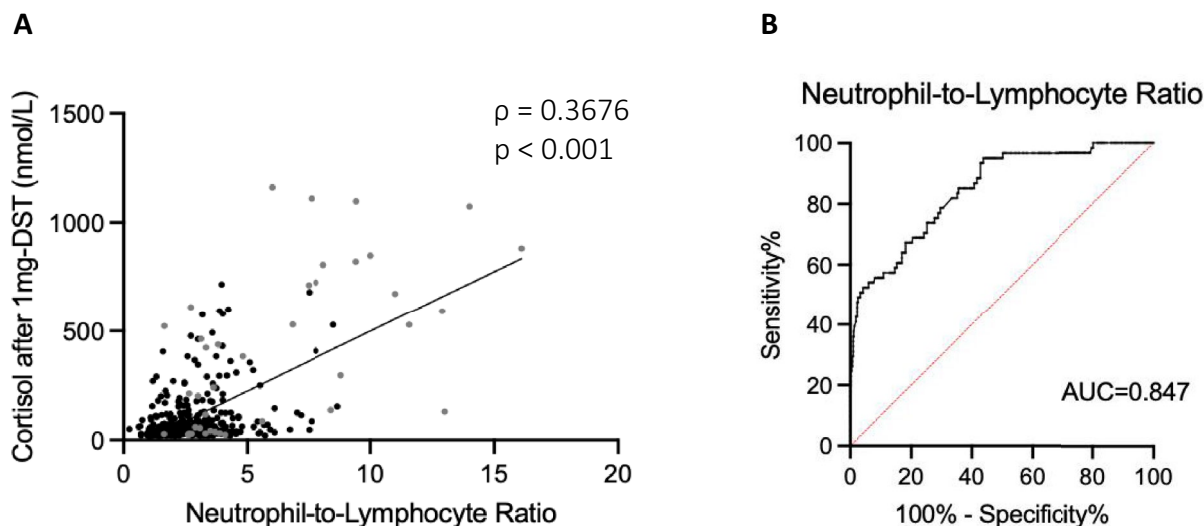 A
ρ = 0.3676
p < 0.001
Cortisol after 1mg-DST (nmol/L)
1500
1000
500
0
0 5 10 15 20
Neutrophil-to-Lymphocyte Ratio
B
Neutrophil-to-Lymphocyte Ratio
Sensitivity%
100
80
60
40
20
0
AUC=0.847
0 20 40 60 80 100
100% - Specificity%